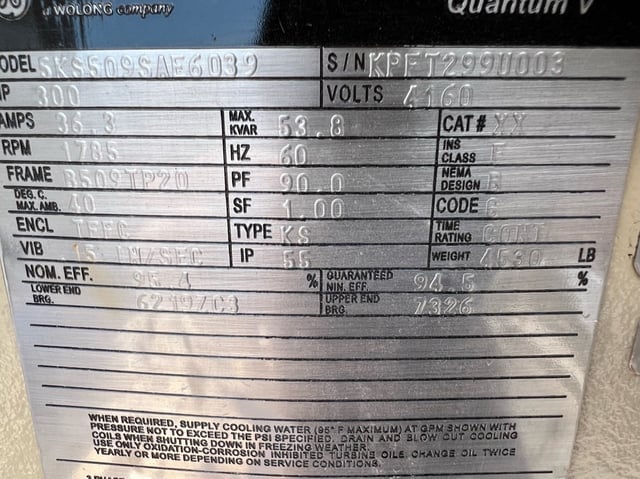 a WOLONG company Quantum V
ODEL SKS509SAE6039 S/N KPFT299U003
P 300 VOLTS 4160
AMPS 36.3 MAX. KVAR 53.8 CAT # XX
RPM 1785 HZ 60 INS CLASS F
FRAME B509TP20 PF 90.0 NEMA DESIGN B
DEG. C. MAX. AMB. 40 SF 1.00 CODE G
ENCL TEFC TYPE KS TIME RATING CONT
VIB .15 IN/SEC IP 55 WEIGHT 4530 LB
NOM. EFF. 95.4 % GUARANTEED MIN. EFF. 94.5 %
LOWER END BRG. 6219ZC3 UPPER END BRG. 7326
WHEN REQUIRED, SUPPLY COOLING WATER (95° F MAXIMUM) AT GPM SHOWN WITH
PRESSURE NOT TO EXCEED THE PSI SPECIFIED. DRAIN AND BLOW OUT COOLING
COILS WHEN SHUTTING DOWN IN FREEZING WEATHER.
USE ONLY OXIDATION-CORROSION INHIBITED TURBINE OILS. CHANGE OIL TWICE
YEARLY OR MORE DEPENDING ON SERVICE CONDITIONS.